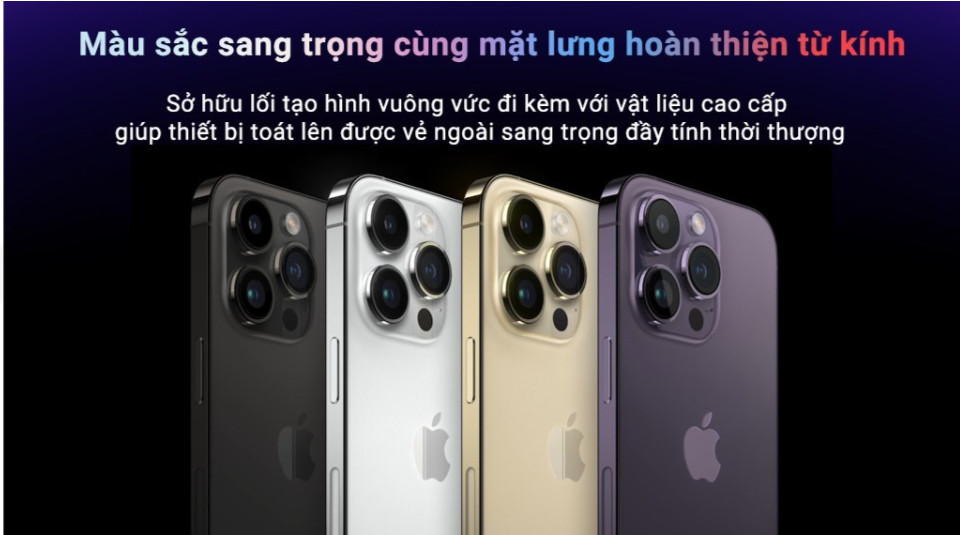 Màu sắc sang trọng cùng mặt lưng hoàn thiện từ kính
Sở hữu lối tạo hình vuông vức đi kèm với vật liệu cao cấp
giúp thiết bị toát lên được vẻ ngoài sang trọng đầy tính thời thượng